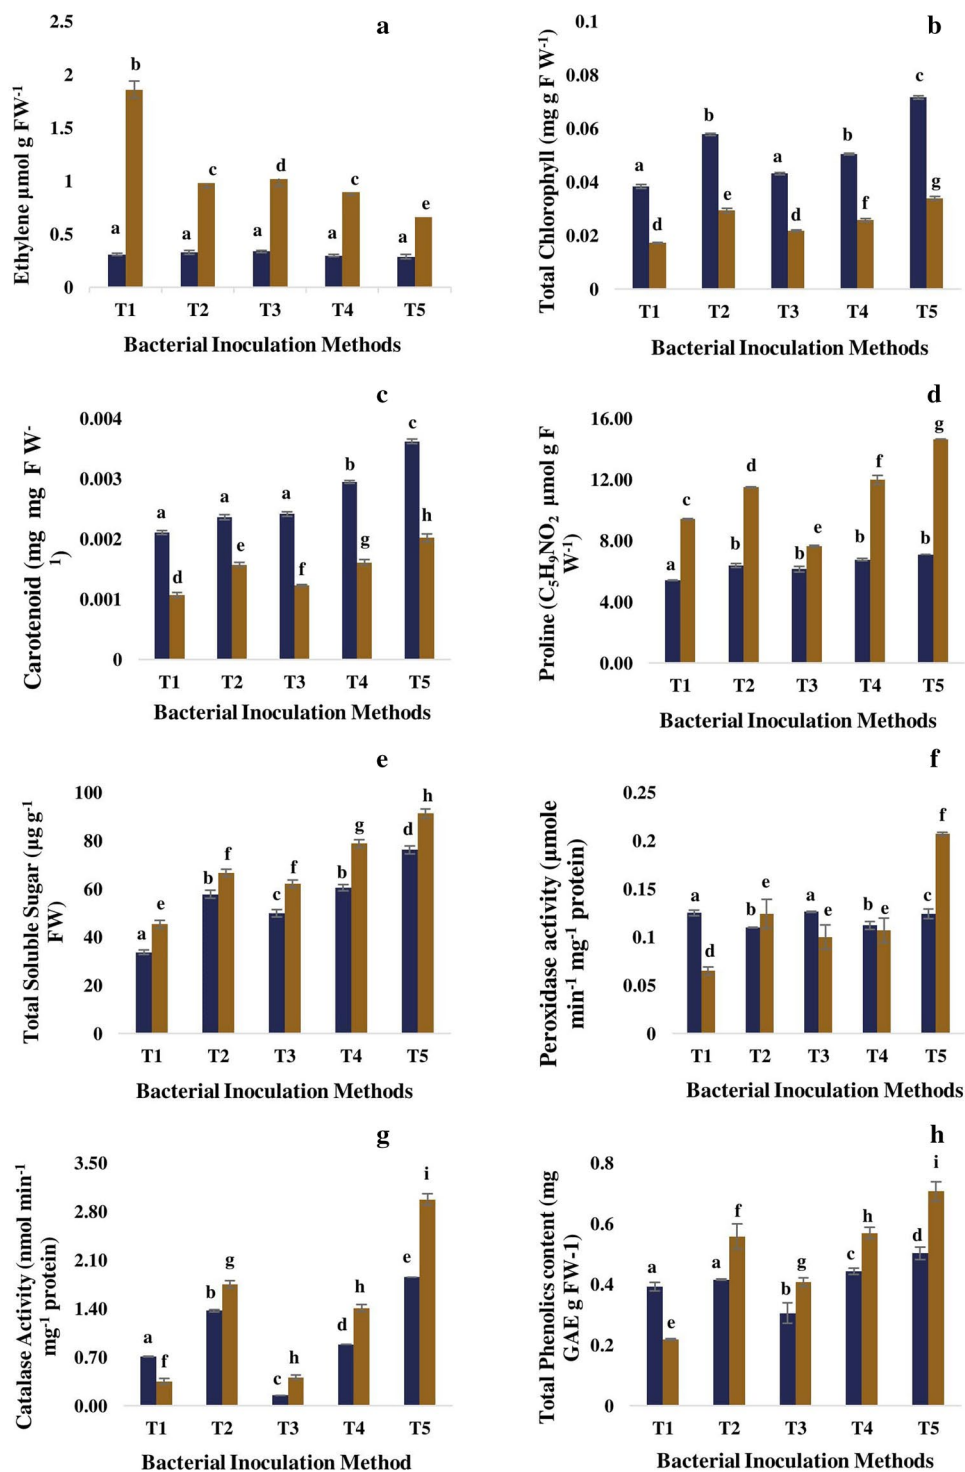 a
Ethylene µmol g FW-1
2.5
2
1.5
1
0.5
0
a b
a c
a d
a c
a e
T1 T2 T3 T4 T5
Bacterial Inoculation Methods
b
Total Chlorophyll (mg g F W-1)
0.1
0.08
0.06
0.04
0.02
0
a d
b e
a d
b f
c g
T1 T2 T3 T4 T5
Bacterial Inoculation Methods
c
Carotenoid (mg mg F W-
1)
0.004
0.003
0.002
0.001
0
a d
a e
a f
b g
c h
T1 T2 T3 T4 T5
Bacterial Inoculation Methods
d
Proline (C5H9NO2 µmol g F
W-1)
16.00
12.00
8.00
4.00
0.00
a c
b d
b e
b f
b g
T1 T2 T3 T4 T5
Bacterial Inoculation Methods
e
Total Soluble Sugar (µg g-1
FW)
100
80
60
40
20
0
a e
b f
c f
b g
d h
T1 T2 T3 T4 T5
Bacterial Inoculation Methods
f
Peroxidase activity (µmole
min-1 mg-1 protein)
0.25
0.2
0.15
0.1
0.05
0
a d
b e
a e
b e
c f
T1 T2 T3 T4 T5
Bacterial Inoculation Methods
g
Catalase Activity (nmol min-1
mg-1 protein)
3.50
2.80
2.10
1.40
0.70
0.00
a f
b g
c h
d h
e i
T1 T2 T3 T4 T5
Bacterial Inoculation Method
h
Total Phenolics content (mg
GAE g FW-1)
0.8
0.6
0.4
0.2
0
a e
a f
b g
c h
d i
T1 T2 T3 T4 T5
Bacterial Inoculation Methods